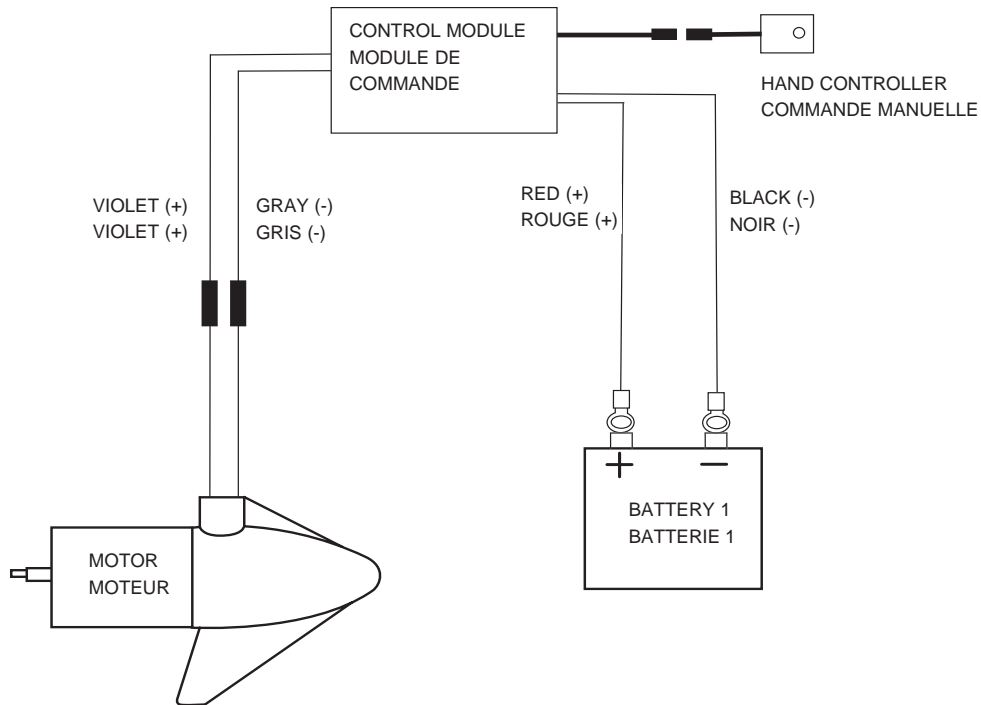 CONTROL MODULE
MODULE DE
COMMANDE
HAND CONTROLLER
COMMANDE MANUELLE
VIOLET (+)
VIOLET (+)
GRAY (-)
GRIS (-)
RED (+)
ROUGE (+)
BLACK (-)
NOIR (-)
+
−
BATTERY 1
BATTERIE 1
MOTOR
MOTEUR